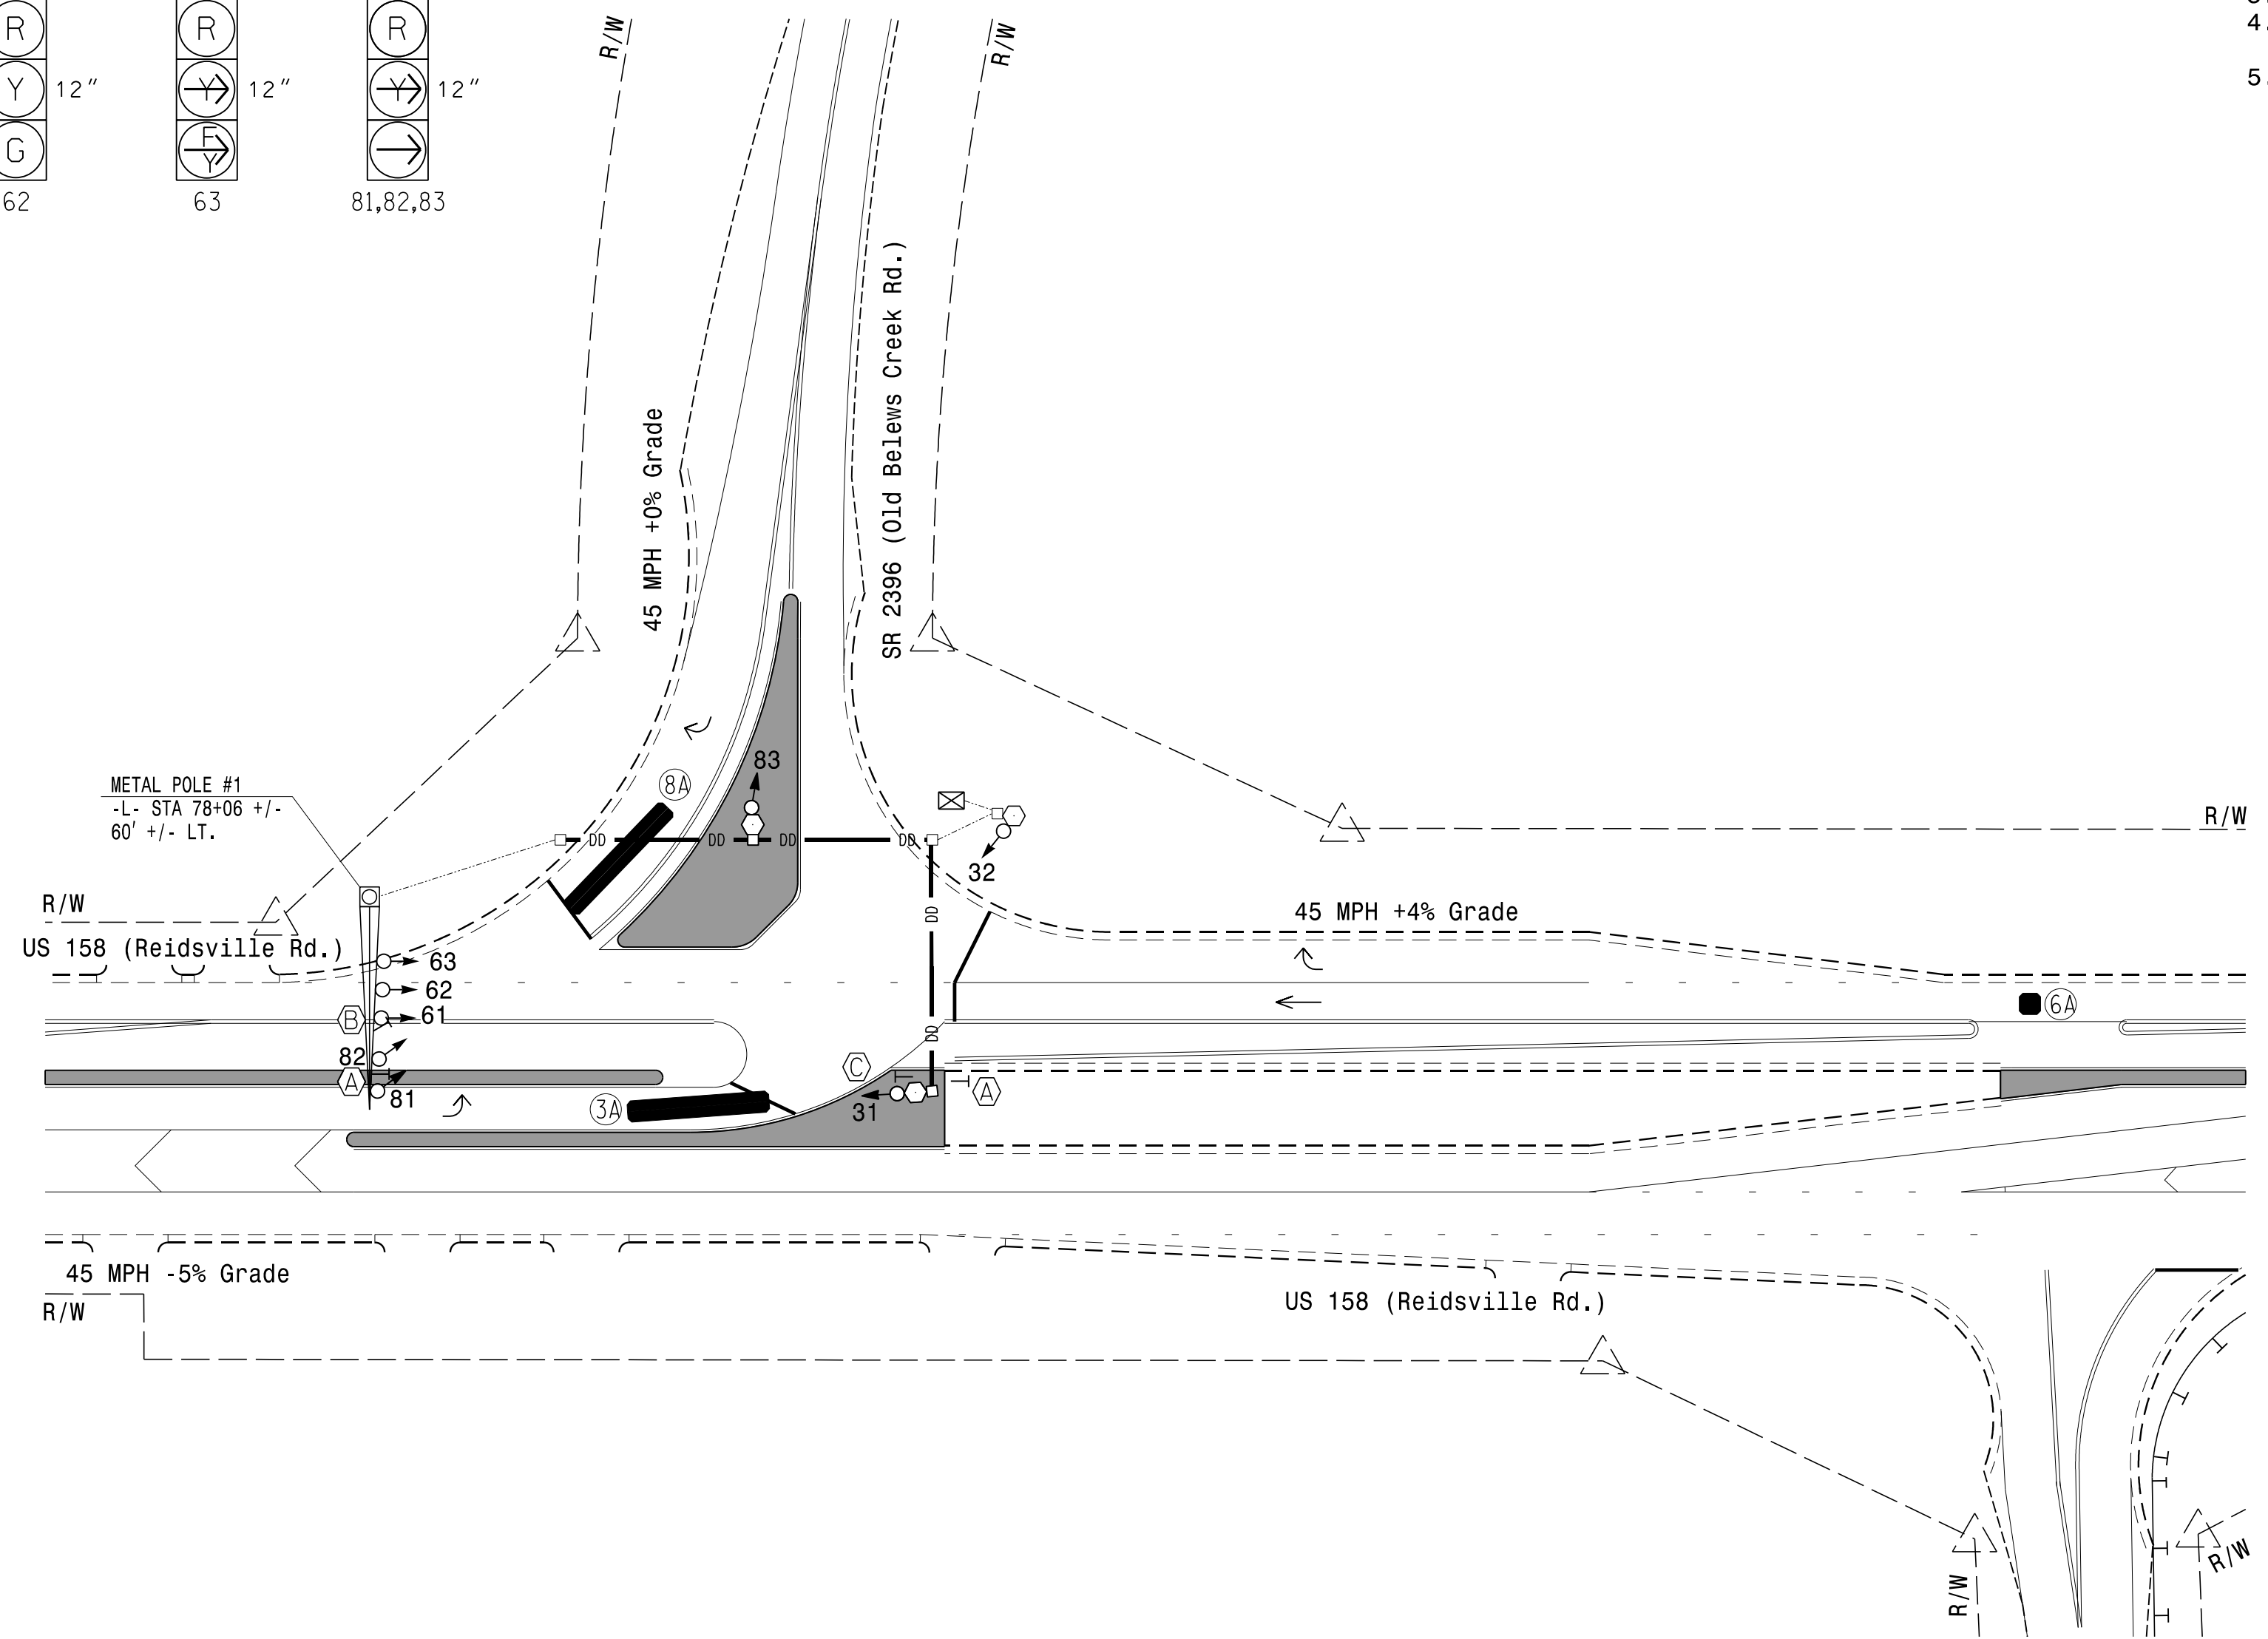 R
R
R
4.
Y
12"
Y
12"
Y
12"
5
G
F
Y
62
63
81,82,83
R/W
R/W
45 MPH +0% Grade
SR 2396 (Old Belews Creek Rd.)
METAL POLE #1
-L- STA 78+06 +/-
60' +/- LT.
8A
83
DD
DD
DD
DD
32
R/W
R/W
US 158 (Reidsville Rd.)
45 MPH +4% Grade
DD
63
62
61
B
6A
DD
82
C
A
81
3A
31
A
45 MPH -5% Grade
R/W
US 158 (Reidsville Rd.)
R/W
R/W